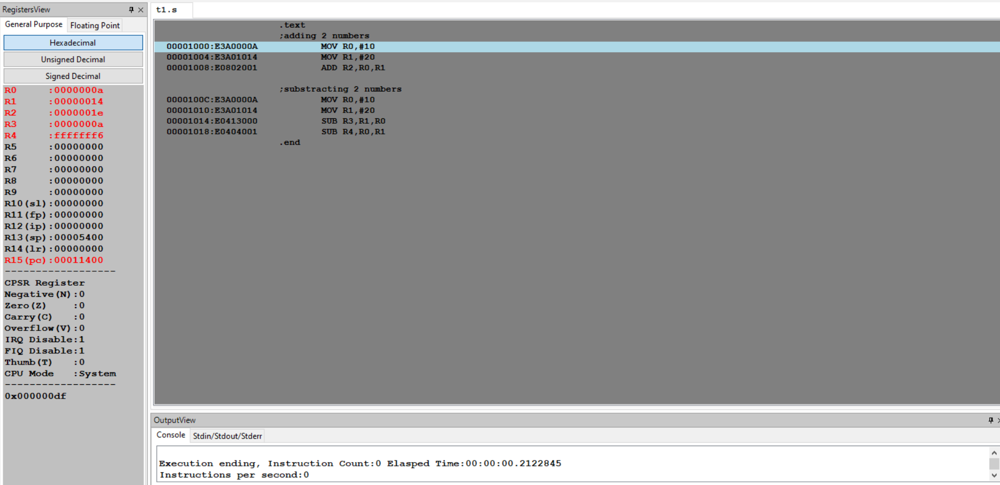 RegistersView
General Purpose
Floating Point
Hexadecimal
Unsigned Decimal
Signed Decimal
R0      :0000000a
R1      :00000014
R2      :0000001e
R3      :0000000a
R4      :fffffff6
R5      :00000000
R6      :00000000
R7      :00000000
R8      :00000000
R9      :00000000
R10(sl):00000000
R11(fp):00000000
R12(ip):00000000
R13(sp):00005400
R14(lr):00000000
R15(pc):00011400
------------------
CPSR Register
Negative(N):0
Zero(Z)    :0
Carry(C)   :0
Overflow(V):0
IRQ Disable:1
FIQ Disable:1
Thumb(T)   :0
CPU Mode   :System
------------------
0x000000df
t1.s
.text
;adding 2 numbers
00001000:E3A0000A MOV R0,#10
00001004:E3A01014 MOV R1,#20
00001008:E0802001 ADD R2,R0,R1
;substracting 2 numbers
0000100C:E3A0000A MOV R0,#10
00001010:E3A01014 MOV R1,#20
00001014:E0413000 SUB R3,R1,R0
00001018:E0404001 SUB R4,R0,R1
.end
OutputView
Console
Stdin/Stdout/Stderr
Execution ending, Instruction Count:0 Elasped Time:00:00:00.2122845
Instructions per second:0